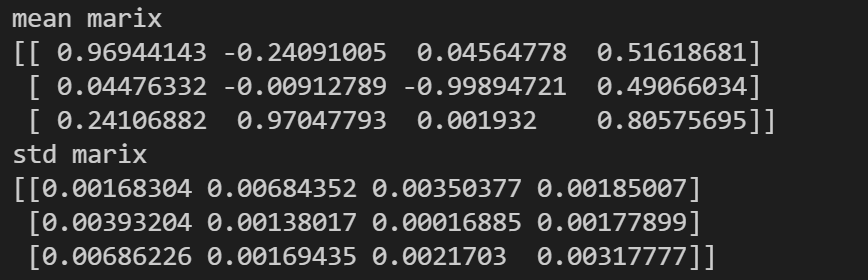 mean marix
[[ 0.96944143 -0.24091005  0.04564778  0.51618681]
 [ 0.04476332 -0.00912789 -0.99894721  0.49066034]
 [ 0.24106882  0.97047793  0.001932    0.80575695]]
std marix
[[0.00168304 0.00684352 0.00350377 0.00185007]
 [0.00393204 0.00138017 0.00016885 0.00177899]
 [0.00686226 0.00169435 0.0021703  0.00317777]]